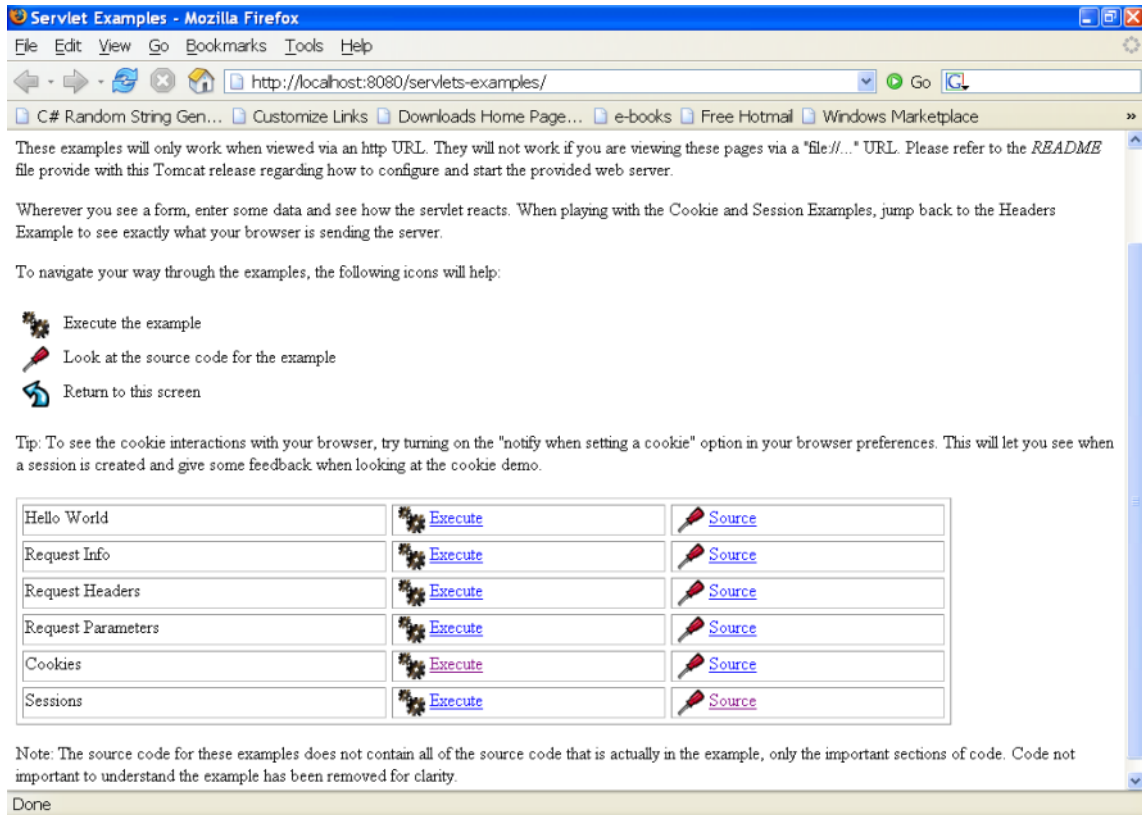 Servlet Examples - Mozilla Firefox
File Edit View Go Bookmarks Tools Help
http://localhost:8080/servlets-examples/ Go G
C# Random String Gen... Customize Links Downloads Home Page... e-books Free Hotmail Windows Marketplace »
These examples will only work when viewed via an http URL. They will not work if you are viewing these pages via a "file://..." URL. Please refer to the README
file provide with this Tomcat release regarding how to configure and start the provided web server.
Wherever you see a form, enter some data and see how the servlet reacts. When playing with the Cookie and Session Examples, jump back to the Headers
Example to see exactly what your browser is sending the server.
To navigate your way through the examples, the following icons will help:
Execute the example
Look at the source code for the example
Return to this screen
Tip: To see the cookie interactions with your browser, try turning on the "notify when setting a cookie" option in your browser preferences. This will let you see when
a session is created and give some feedback when looking at the cookie demo.
Hello World Execute Source
Request Info Execute Source
Request Headers Execute Source
Request Parameters Execute Source
Cookies Execute Source
Sessions Execute Source
Note: The source code for these examples does not contain all of the source code that is actually in the example, only the important sections of code. Code not
important to understand the example has been removed for clarity.
Done